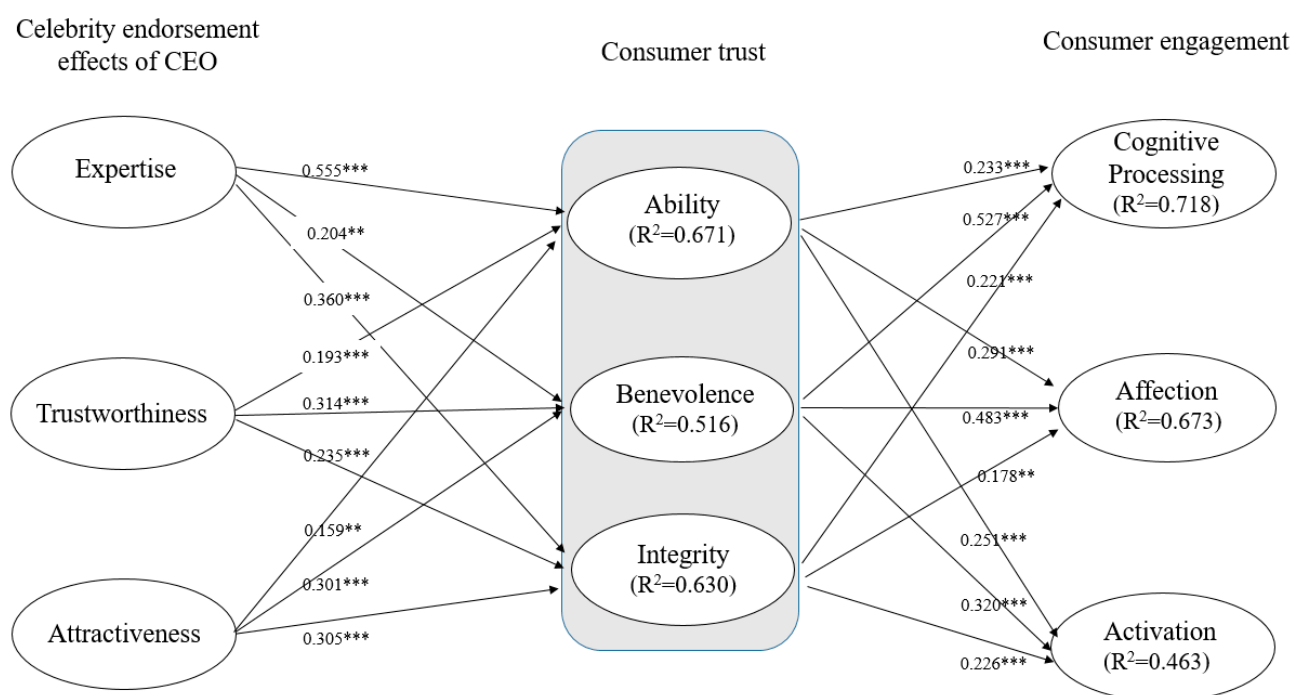 Celebrity endorsement
effects of CEO
Consumer trust
Consumer engagement
Expertise
Trustworthiness
Attractiveness
0.555***
0.204**
0.360***
0.193***
0.314***
0.235***
0.159**
0.301***
0.305***
Ability
(R²=0.671)
Benevolence
(R²=0.516)
Integrity
(R²=0.630)
0.233***
0.527***
0.221***
0.291***
0.483***
0.178**
0.251***
0.320***
0.226***
Cognitive
Processing
(R²=0.718)
Affection
(R²=0.673)
Activation
(R²=0.463)